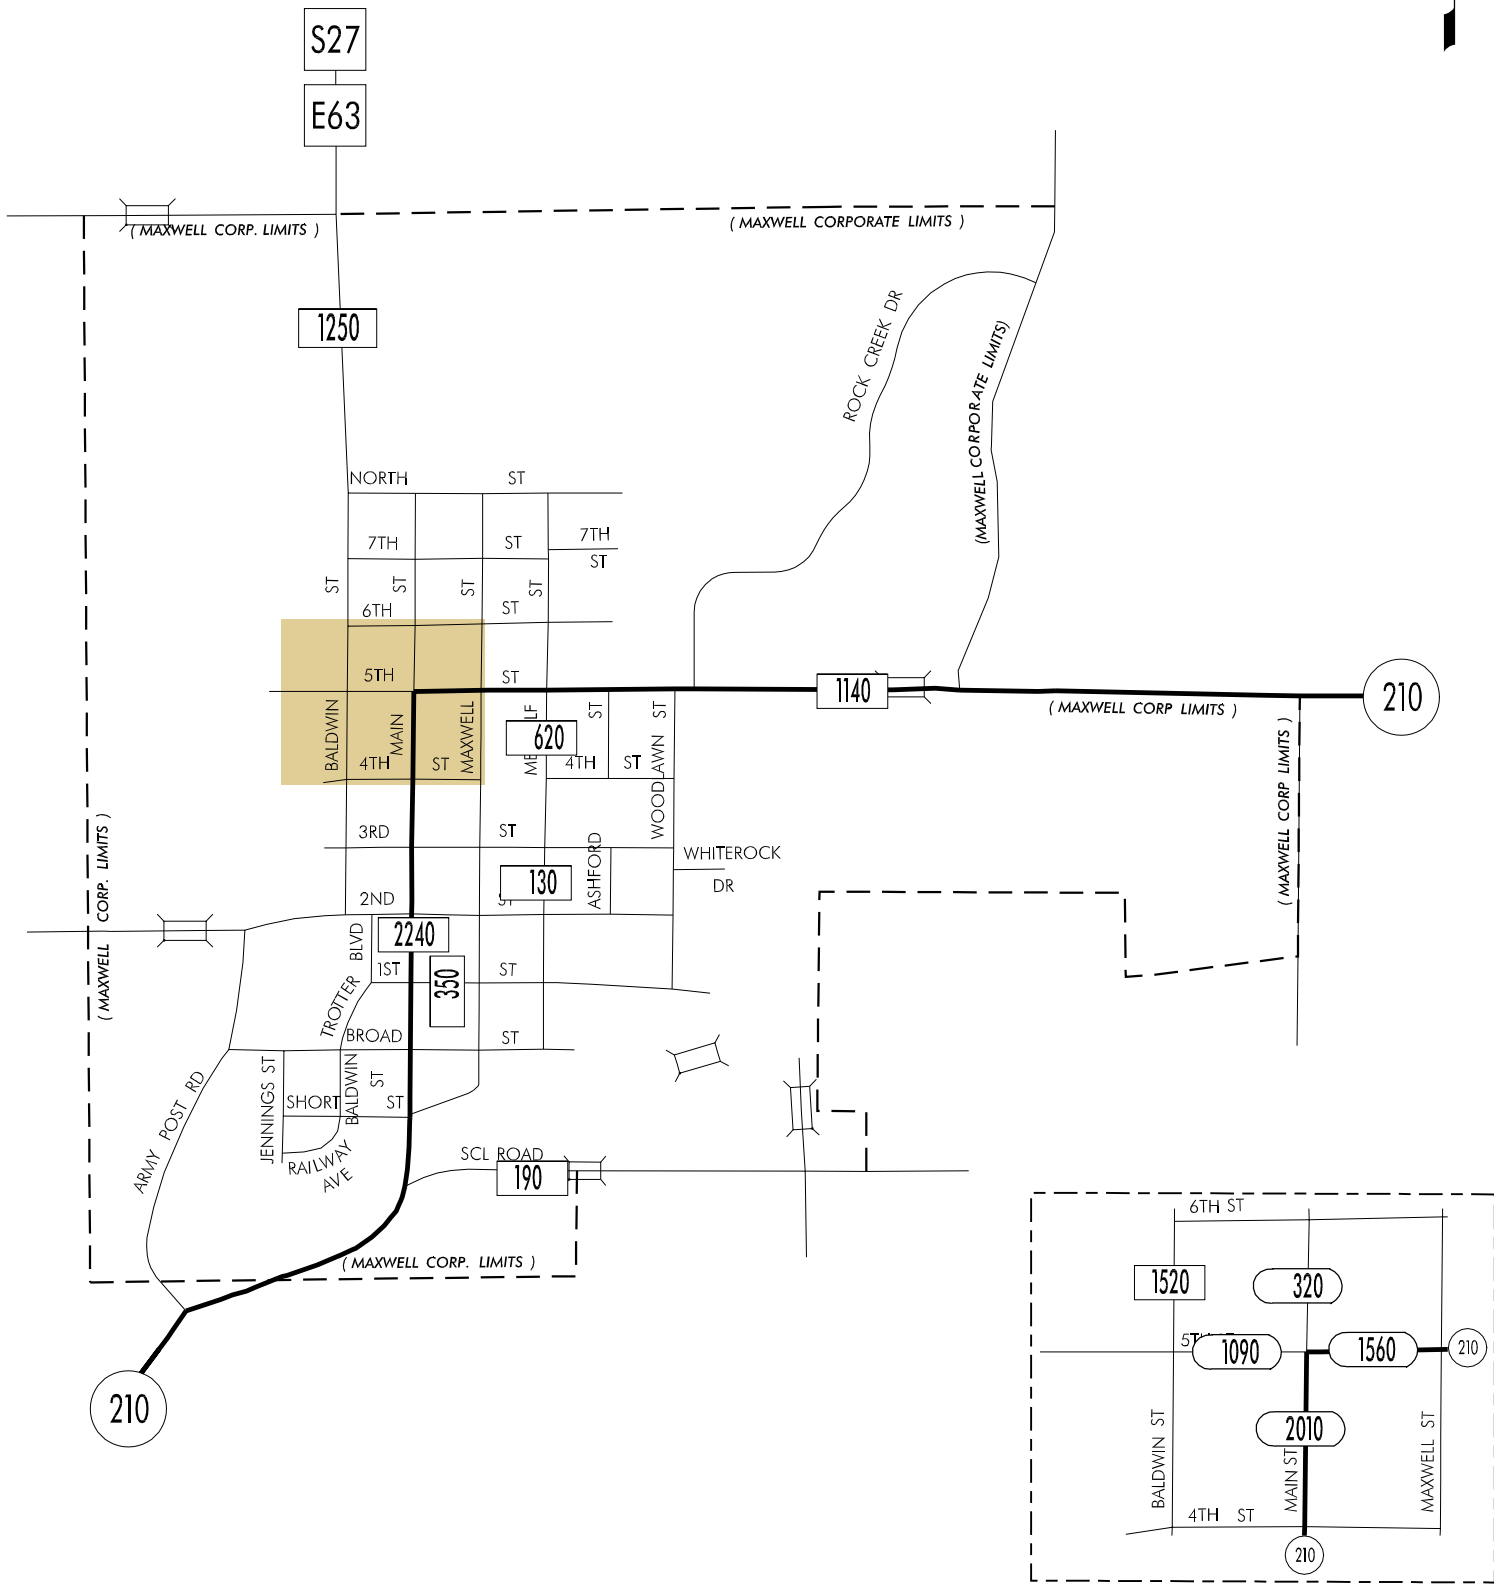 S27
E63
( MAXWELL CORP. LIMITS )
( MAXWELL CORPORATE LIMITS )
1250
ROCK CREEK DR
(MAXWELL CORPORATE LIMITS)
NORTH ST
7TH ST
7TH
ST
ST
ST
ST
ST
6TH ST
5TH ST
BALDWIN
MAIN
MAXWELL
ST
WOODLAWN ST
1140
210
( MAXWELL CORP LIMITS )
( MAXWELL CORP LIMITS )
620
4TH ST
4TH ST
3RD ST
WHITEROCK
DR
ASHFORD
130
2ND
( MAXWELL CORP. LIMITS )
2240
BLVD
TROTTER
1ST ST
350
BROAD ST
ARMY POST RD
JENNINGS ST
BALDWIN
ST
SHORT ST
RAILWAY
AVE
SCL ROAD
190
( MAXWELL CORP. LIMITS )
210
6TH ST
1520
320
1090
1560
210
2010
BALDWIN ST
MAIN ST
MAXWELL ST
4TH ST
210